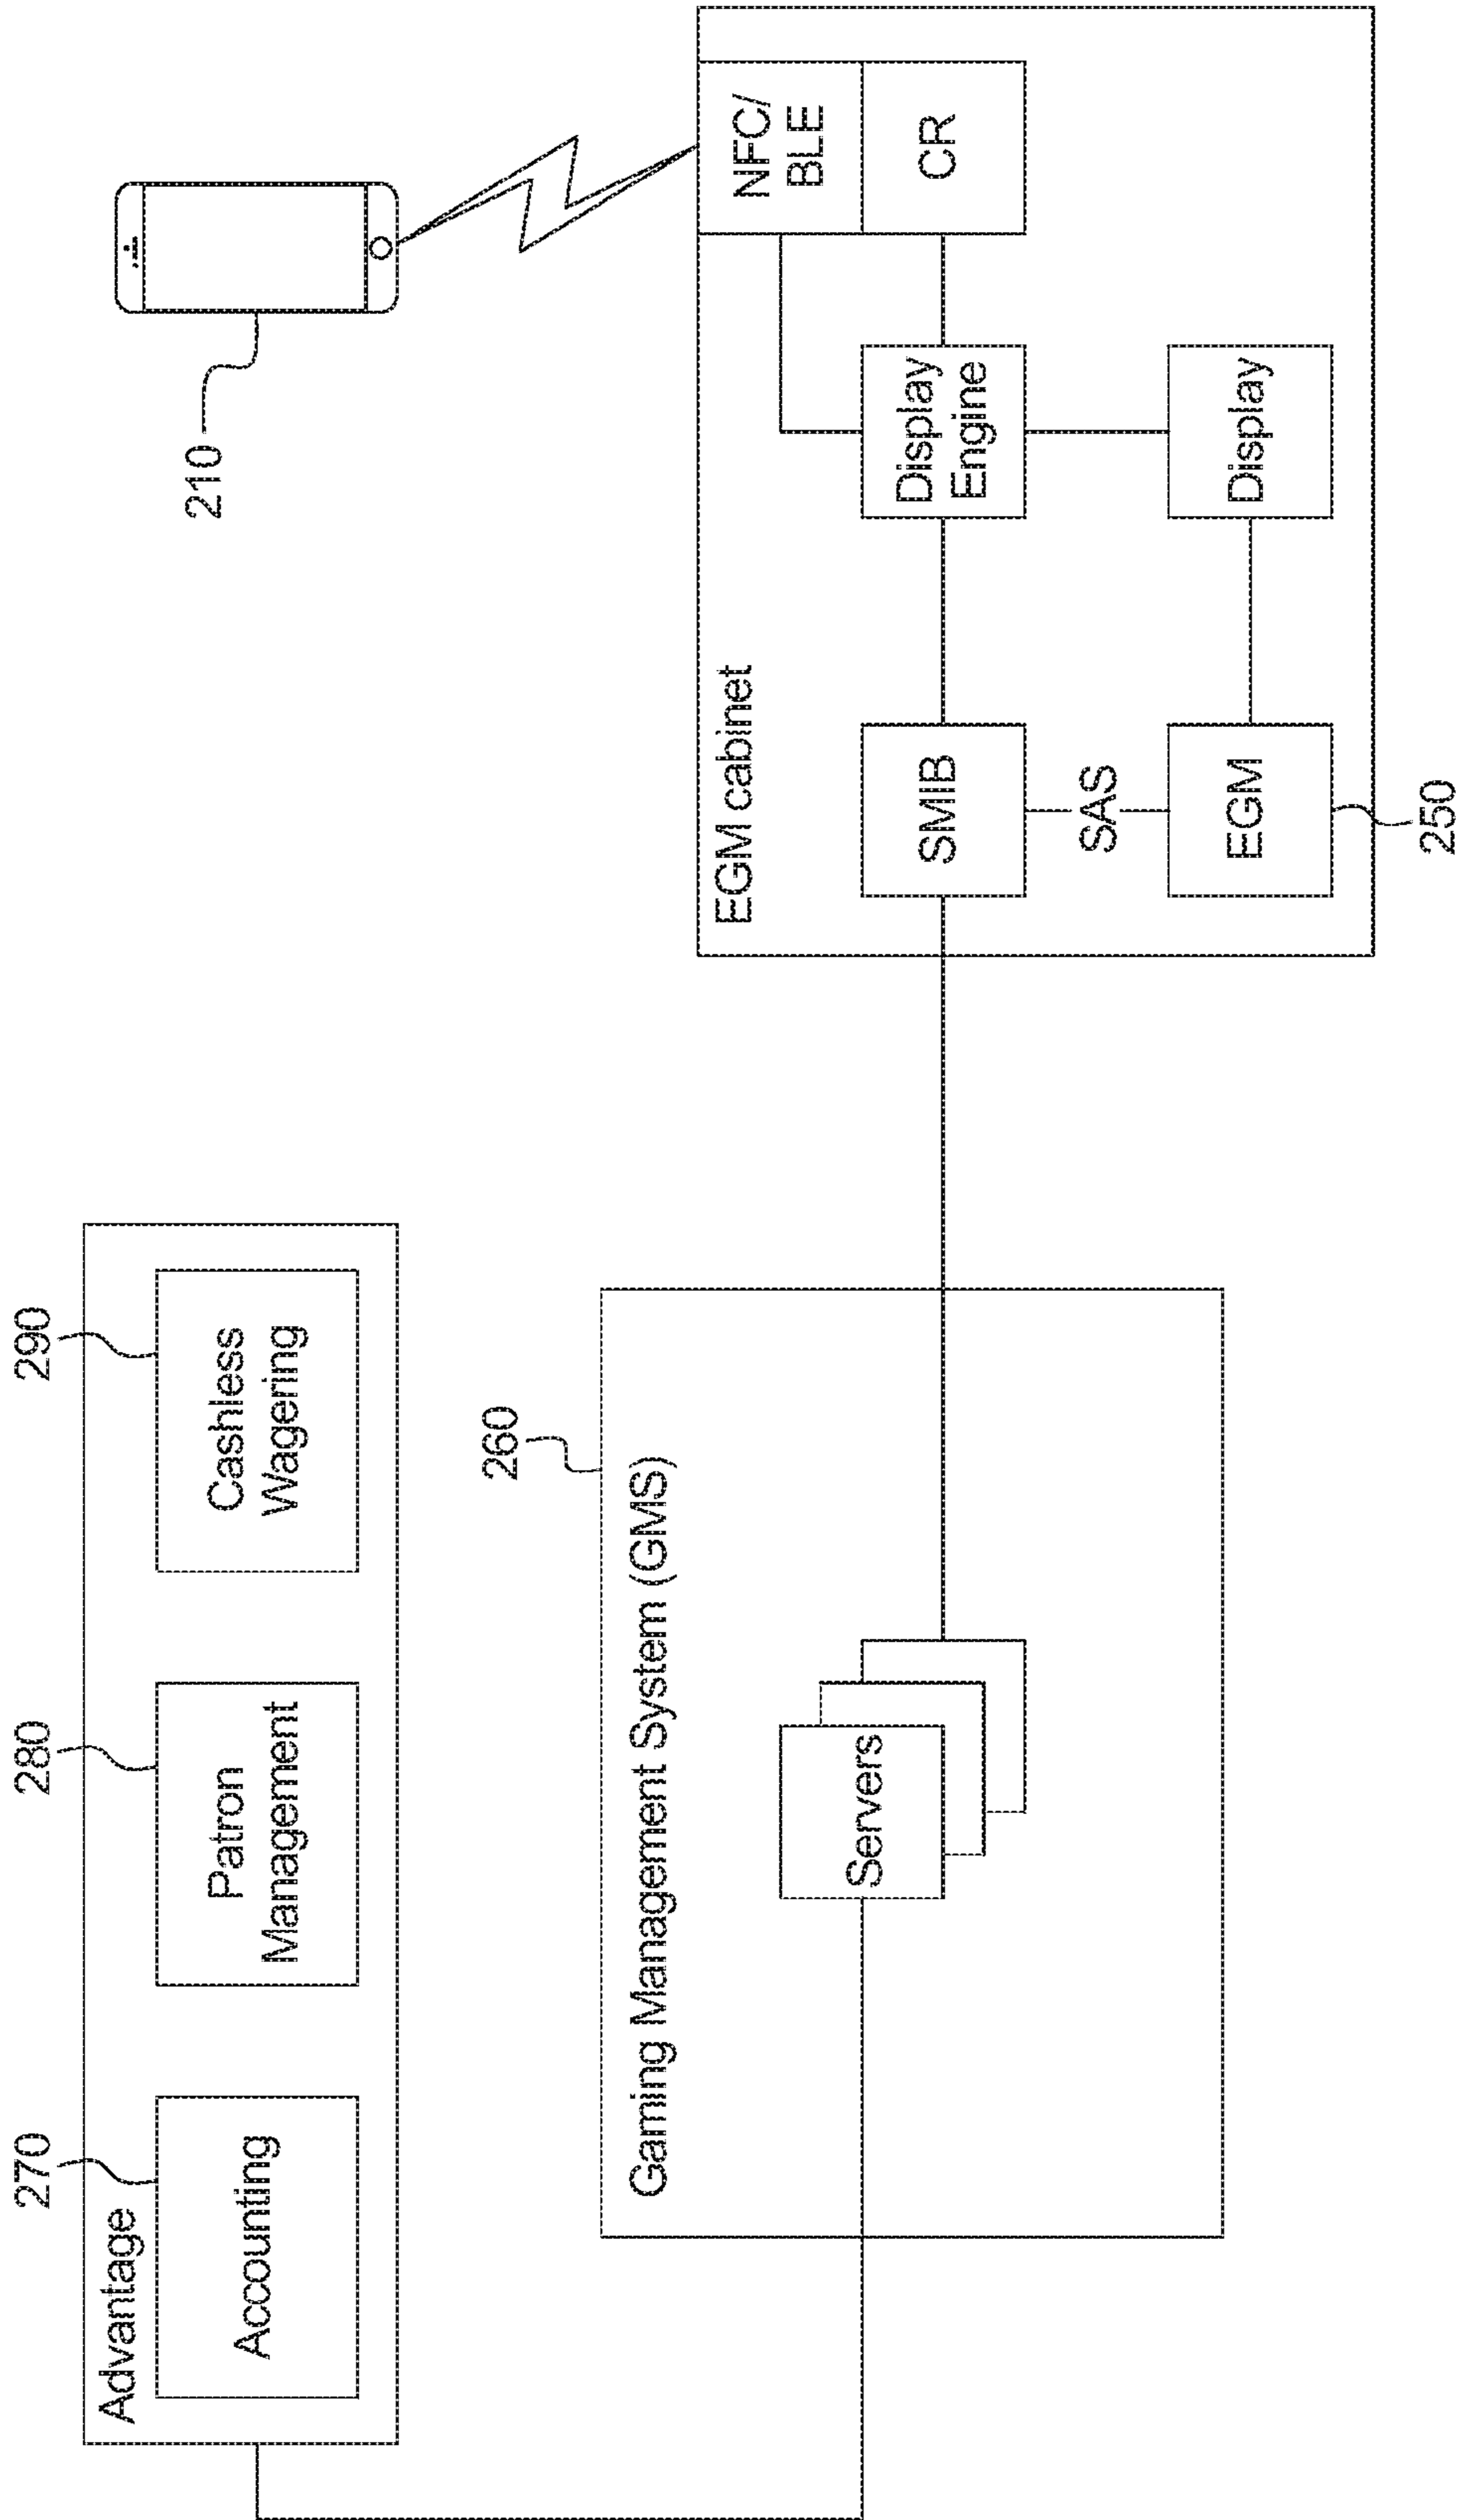 Advantage
270
Accounting
280
Patron
Management
290
Cashless
Wagering
210
260
Gaming Management System (GMS)
Servers
EGM cabinet
NFC/
BLE
CR
SMIB
Display
Engine
SAS
EGM
Display
250